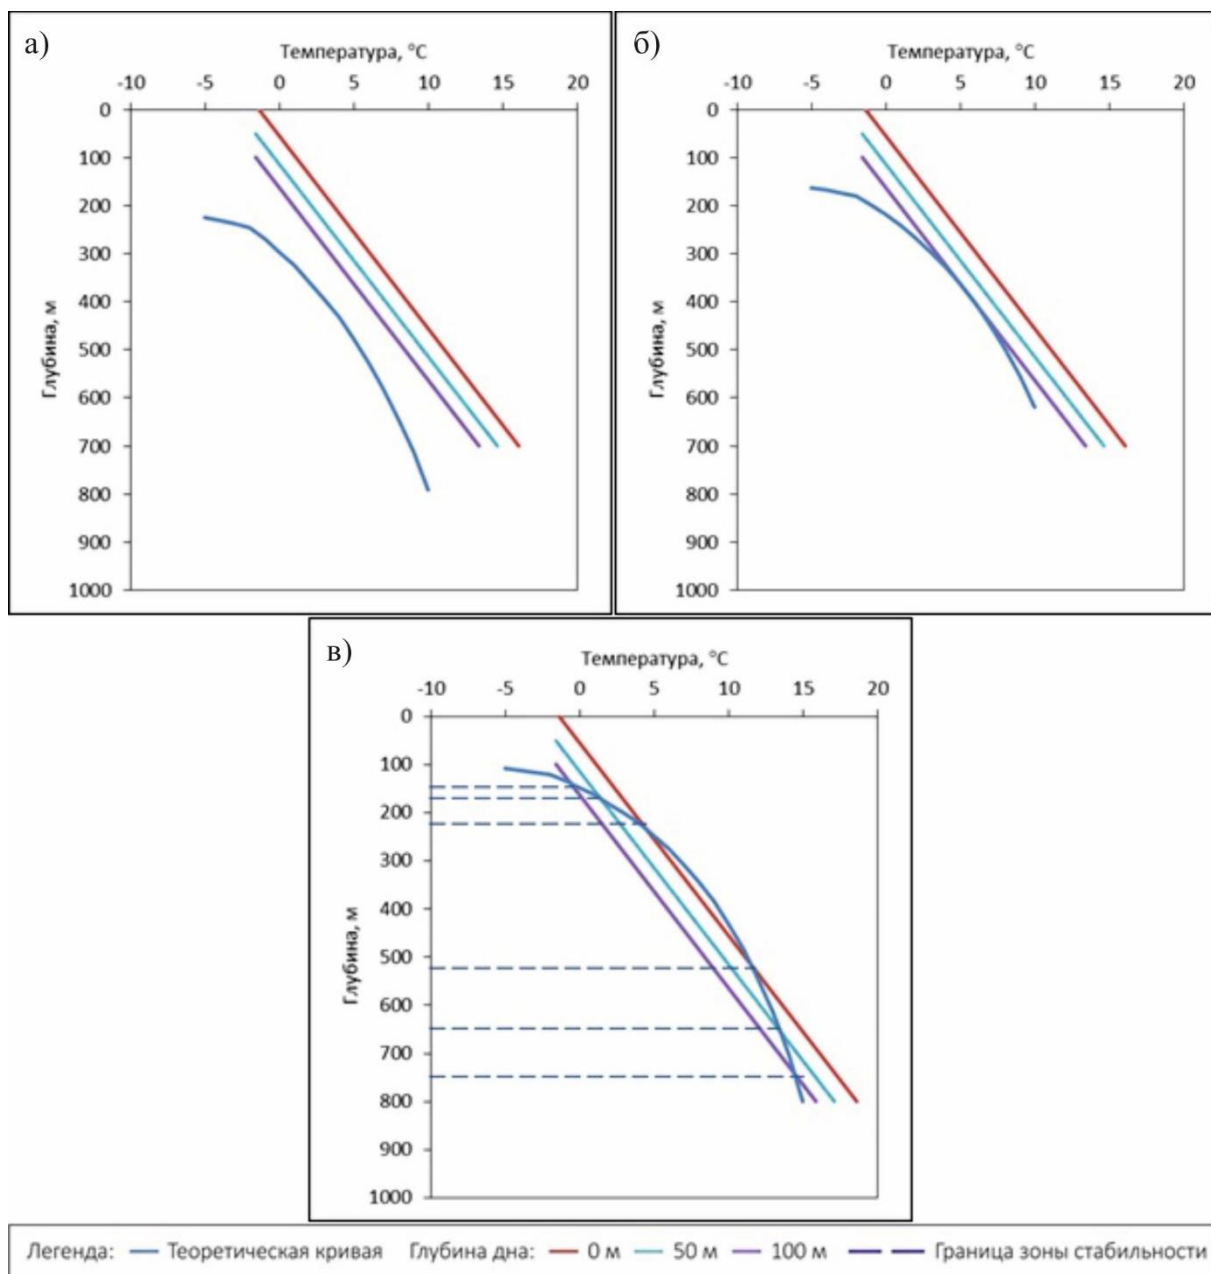 а)
Температура, °C
-10 -5 0 5 10 15 20
0
100
200
300
400
500
600
700
800
900
1000
Глубина, м
б)
Температура, °C
-10 -5 0 5 10 15 20
0
100
200
300
400
500
600
700
800
900
1000
Глубина, м
в)
Температура, °C
-10 -5 0 5 10 15 20
0
100
200
300
400
500
600
700
800
900
1000
Глубина, м
Легенда: Теоретическая кривая Глубина дна: 0 м 50 м 100 м Граница зоны стабильности